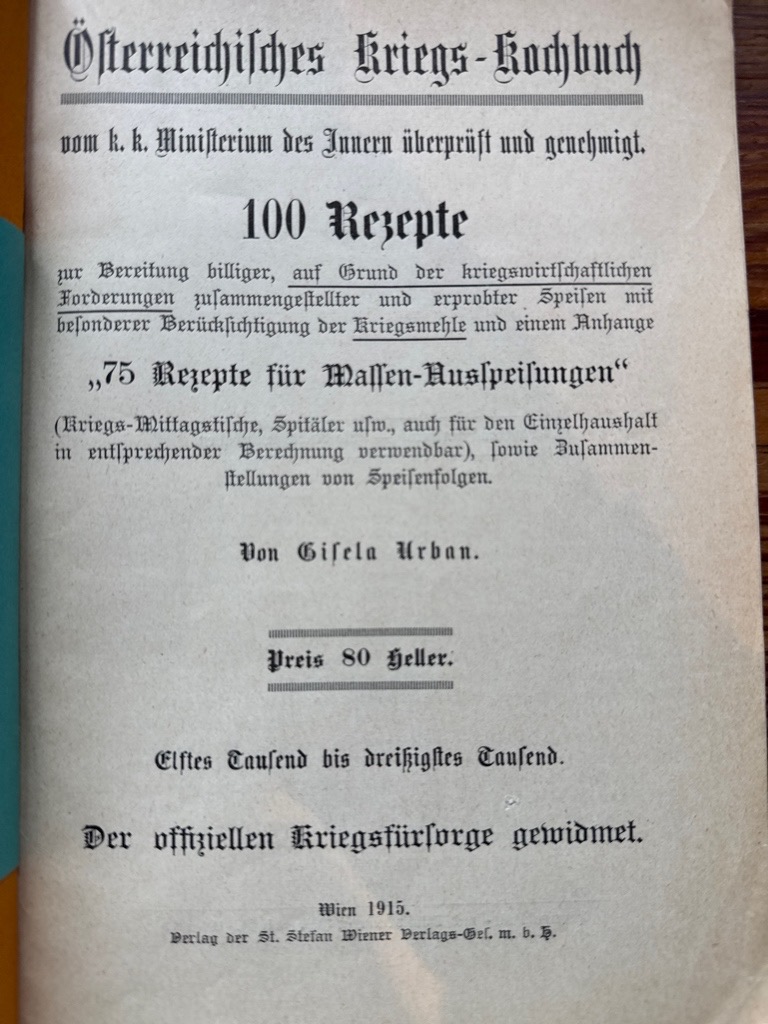 Österreichisches Kriegs-Kochbuch
vom k. k. Ministerium des Innern überprüft und genehmigt.
100 Rezepte
zur Bereitung billiger, auf Grund der kriegswirtschaftlichen
Forderungen zusammengestellter und erprobter Speisen mit
besonderer Berücksichtigung der Kriegsmehle und einem Anhange
„75 Rezepte für Massen-Ausspeisungen“
(Kriegs-Mittagstische, Spitäler usw., auch für den Einzelhaushalt
in entsprechender Berechnung verwendbar), sowie Zusammen-
stellungen von Speisenfolgen.
Von Gisela Urban.
Preis 80 Heller.
Elftes Tausend bis dreißigstes Tausend.
Der offiziellen Kriegsfürsorge gewidmet.
Wien 1915.
Verlag der St. Stefan Wiener Verlags-Ges. m. b. H.